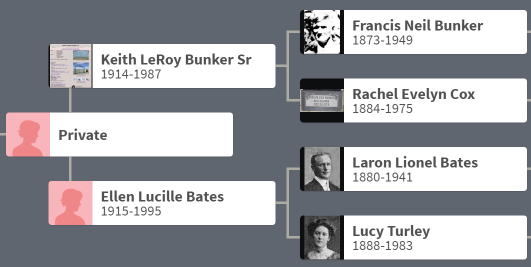 Francis Neil Bunker
1873-1949
Keith LeRoy Bunker Sr
1914-1987
Rachel Evelyn Cox
1884-1975
Private
Laron Lionel Bates
1880-1941
Ellen Lucille Bates
1915-1995
Lucy Turley
1888-1983